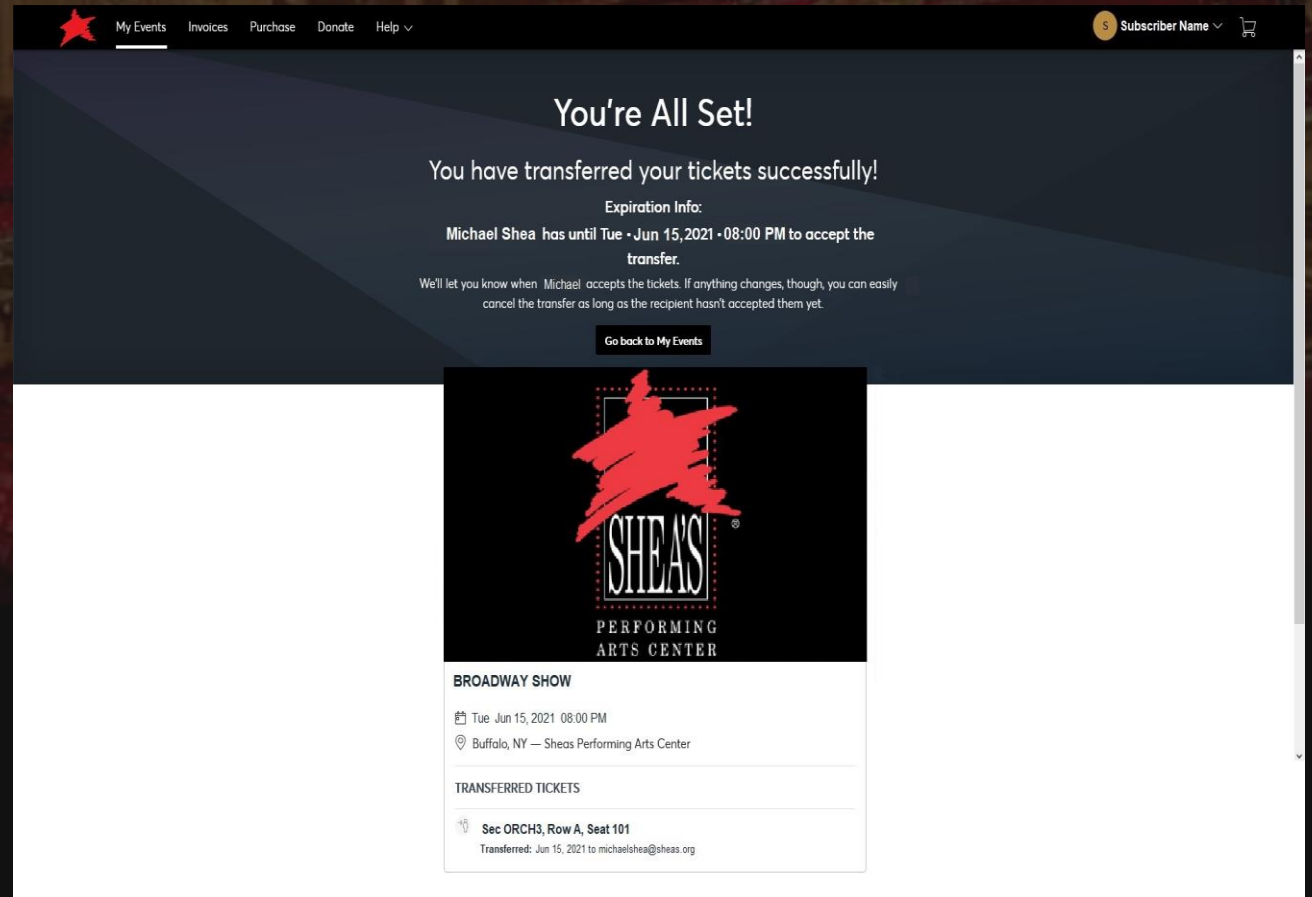 My Events Invoices Purchase Donate Help
S Subscriber Name
You're All Set!
You have transferred your tickets successfully!
Expiration Info:
Michael Shea has until Tue • Jun 15,2021 • 08:00 PM to accept the
transfer.
We'll let you know when Michael accepts the tickets. If anything changes, though, you can easily
cancel the transfer as long as the recipient hasn't accepted them yet.
Go back to My Events
SHEA'S ®
PERFORMING
ARTS CENTER
BROADWAY SHOW
Tue Jun 15, 2021 08:00 PM
Buffalo, NY — Sheas Performing Arts Center
TRANSFERRED TICKETS
Sec ORCH3, Row A, Seat 101
Transferred: Jun 15, 2021 to michaelshea@sheas.org